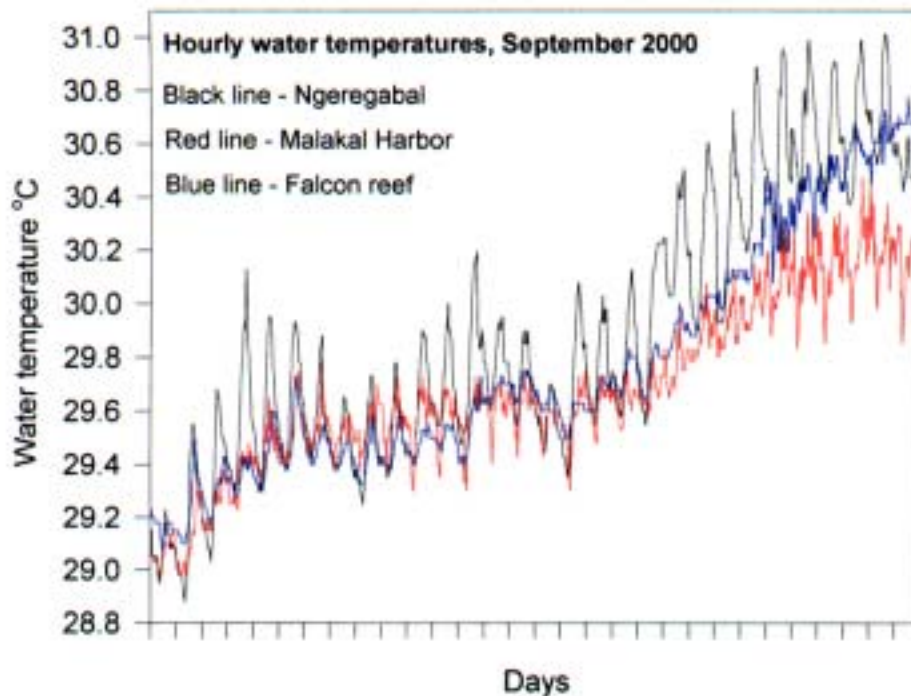 Hourly water temperatures, September 2000
Black line - Ngeregabal
Red line - Malakal Harbor
Blue line - Falcon reef
Water temperature °C
31.0
30.8
30.6
30.4
30.2
30.0
29.8
29.6
29.4
29.2
29.0
28.8
Days